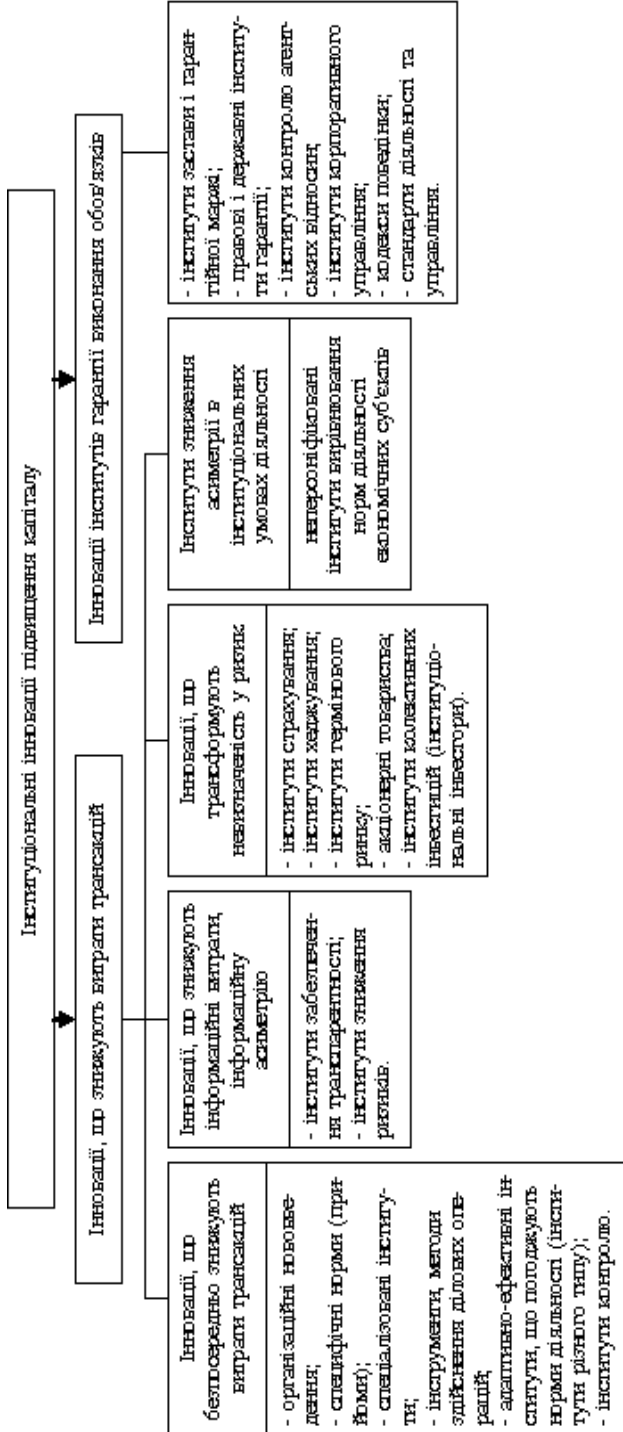 Інституціональні інновації підвищення капіталу
Інновації, що знижують витрати трансакцій
Інновації інститутів гарантії виконання обов'язків
Інновації, що
безпосередньо знижують
витрати трансакцій
- організаційні нововве-
дення;
- специфічні норми (при-
йоми);
- спеціалізовані інститу-
ти;
- інструменти, методи
здійснення ділових опе-
рацій;
- адаптивно-ефективні ін-
ститути, що погоджують
норми діяльності (інсти-
тути різного типу);
- інститути контролю.
Інновації, що знижують
інформаційні витрати,
інформаційну
асиметрію
- інститути забезпечен-
ня транспарентності;
- інститути зниження
ризиків.
Інновації, що
трансформують
невизначеність у ризик
- інститути страхування;
- інститути хеджування;
- інститути термінового
ринку;
- акціонерні товариства;
- інститути колективних
інвестицій (інституціо-
нальні інвестори).
Інститути зниження
асиметрії в
інституціональних
умовах діяльності
неперсоніфіковані
інститути вирівнювання
норм діяльності
економічних суб'єктів
- інститути застави і гаран-
тійної маржі;
- правові і державні інститу-
ти гарантії;
- інститути контролю агент-
ських відносин;
- інститути корпоративного
управління;
- кодекси поведінки;
- стандарти діяльності та
управління.